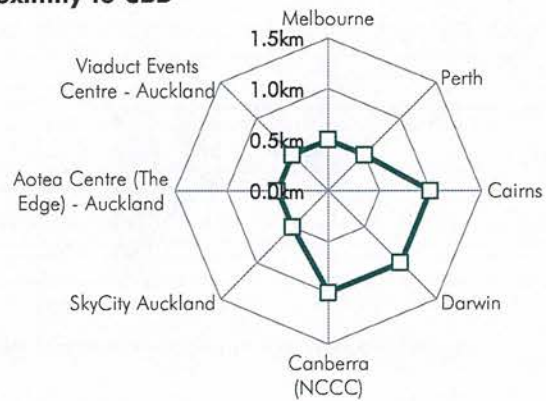 Melbourne
1.5km
Viaduct Events
Centre - Auckland
1.0km
Perth
0.5km
Aotea Centre (The
Edge) - Auckland
0.0km
Cairns
SkyCity Auckland
Darwin
Canberra
(NCCC)